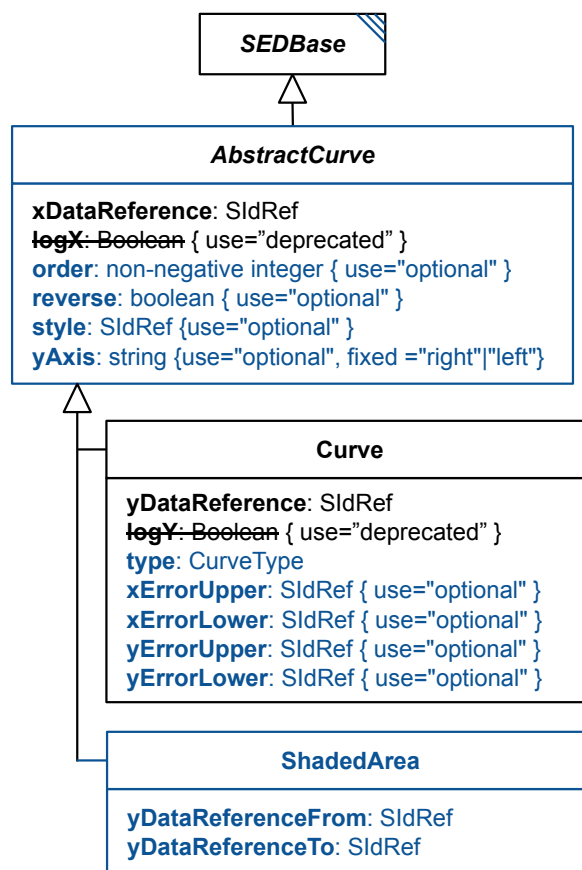 SEDBase
AbstractCurve
xDataReference: SIdRef
logX: Boolean { use=”deprecated” }
order: non-negative integer { use="optional" }
reverse: boolean { use="optional" }
style: SIdRef {use="optional" }
yAxis: string {use="optional", fixed ="right"|"left"}
Curve
yDataReference: SIdRef
logY: Boolean { use=”deprecated” }
type: CurveType
xErrorUpper: SIdRef { use="optional" }
xErrorLower: SIdRef { use="optional" }
yErrorUpper: SIdRef { use="optional" }
yErrorLower: SIdRef { use="optional" }
ShadedArea
yDataReferenceFrom: SIdRef
yDataReferenceTo: SIdRef